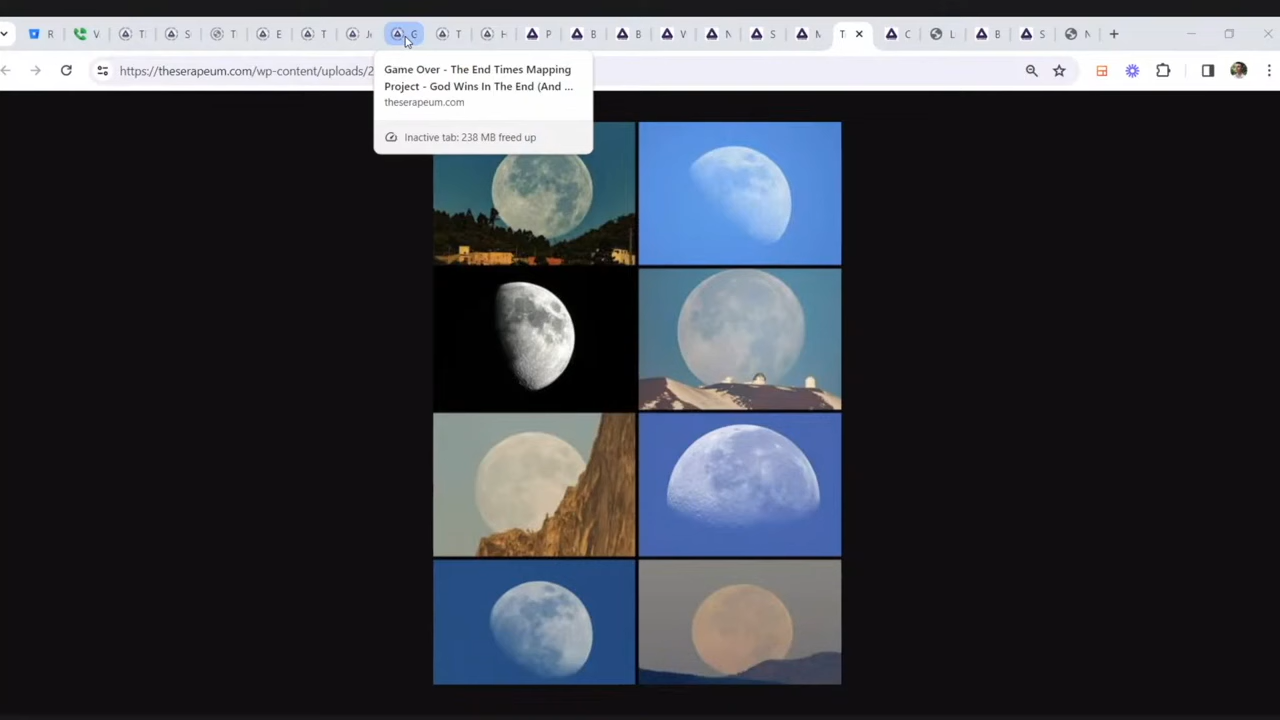 R V T S T E T J G T H P B B V N S M T C L B S N
https://theserapeum.com/wp-content/uploads/2
Game Over - The End Times Mapping
Project - God Wins In The End (And ...
theserapeum.com
Inactive tab: 238 MB freed up